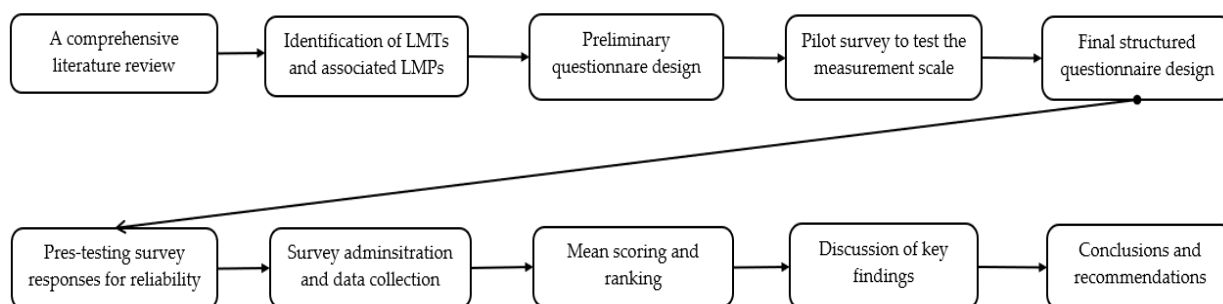 A comprehensive
literature review
Identification of LMTs
and associated LMPs
Preliminary
questionnare design
Pilot survey to test the
measurement scale
Final structured
questionnaire design
Pres-testing survey
responses for reliability
Survey adminsitration
and data collection
Mean scoring and
ranking
Discussion of key
findings
Conclusions and
recommendations